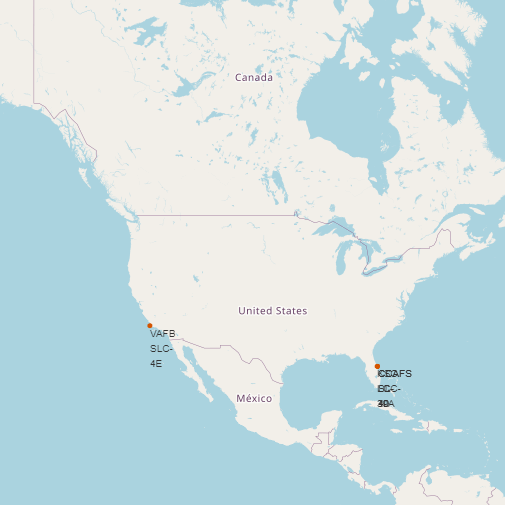 Canada
United States
VAFB
SLC-
4E
México